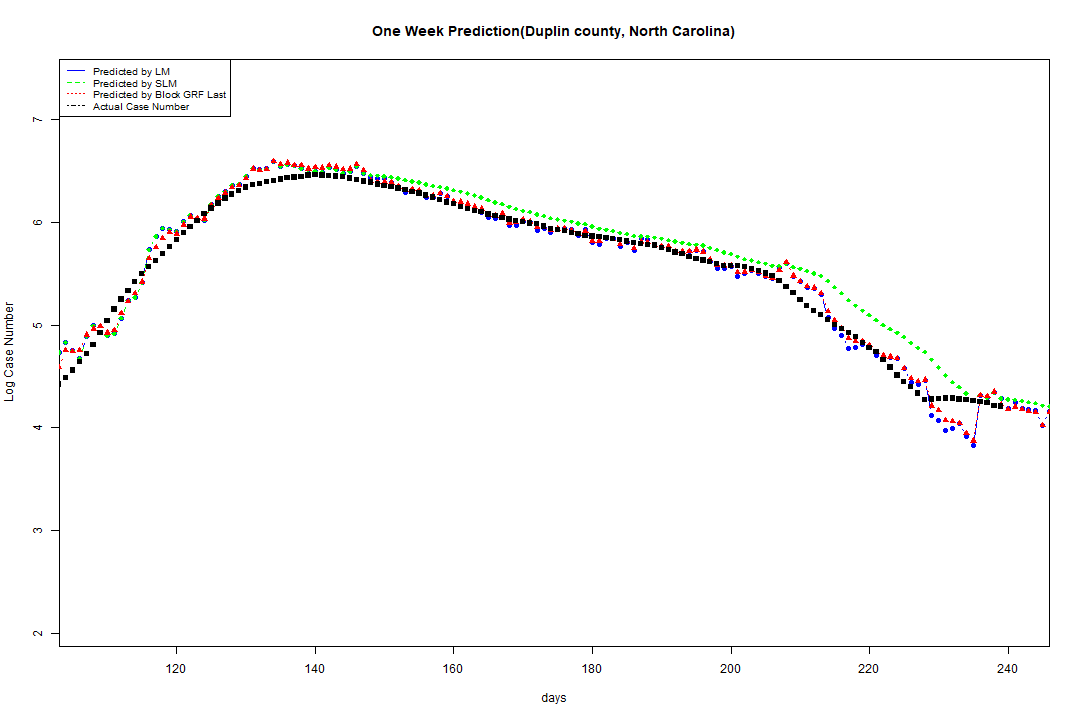 One Week Prediction(Duplin county, North Carolina)
Predicted by LM
Predicted by SLM
Predicted by Block GRF Last
Actual Case Number
Log Case Number
7
6
5
4
3
2
120 140 160 180 200 220 240
days